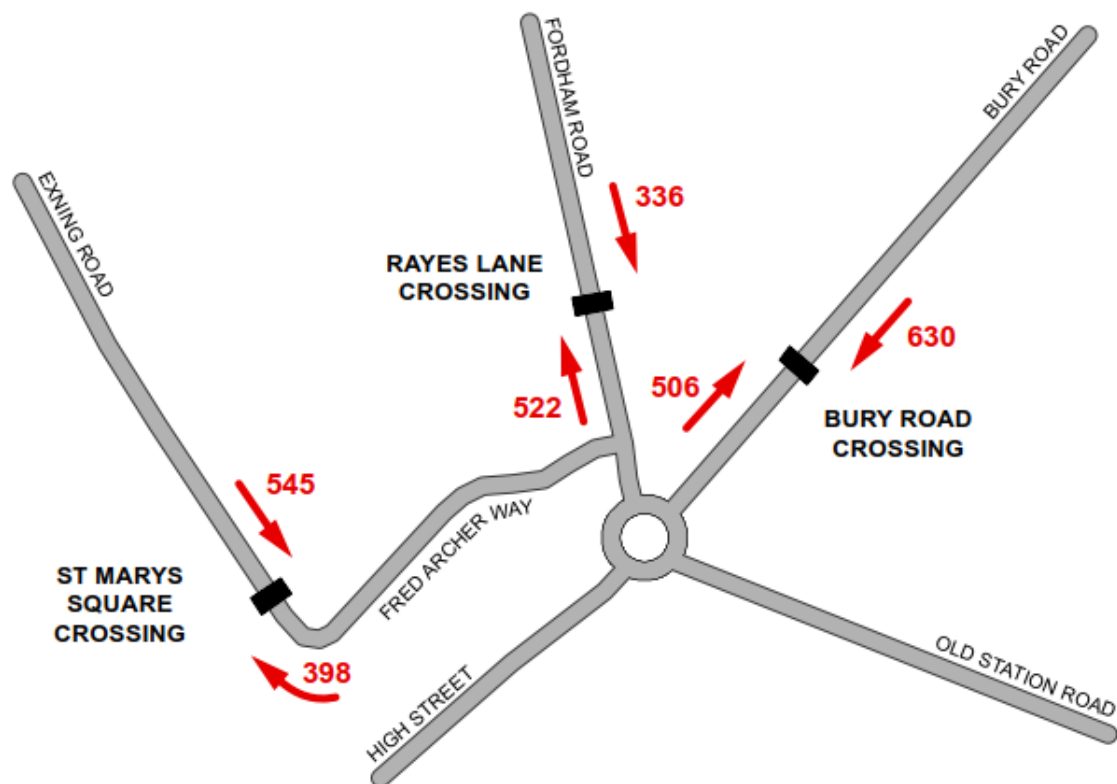 FORDHAM ROAD
BURY ROAD
EXNING ROAD
336
RAYES LANE
CROSSING
630
506
522
BURY ROAD
CROSSING
545
FRED ARCHER WAY
ST MARYS
SQUARE
CROSSING
398
HIGH STREET
OLD STATION ROAD